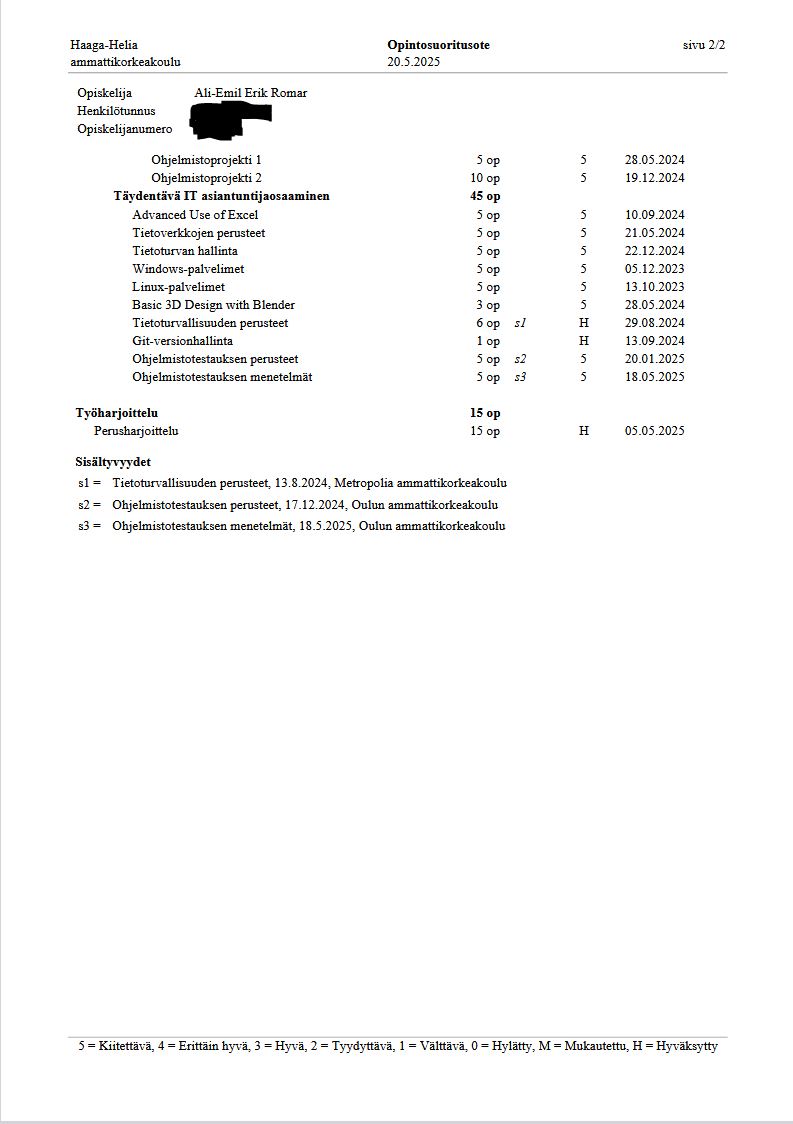 Haaga-Helia Opintosuoritusote sivu 2/2
ammattikorkeakoulu 20.5.2025
Opiskelija Ali-Emil Erik Romar
Henkilötunnus
Opiskelijanumero
Ohjelmistoprojekti 1 5 op 5 28.05.2024
Ohjelmistoprojekti 2 10 op 5 19.12.2024
Täydentävä IT asiantuntijaosaaminen 45 op
Advanced Use of Excel 5 op 5 10.09.2024
Tietoverkkojen perusteet 5 op 5 21.05.2024
Tietoturvan hallinta 5 op 5 22.12.2024
Windows-palvelimet 5 op 5 05.12.2023
Linux-palvelimet 5 op 5 13.10.2023
Basic 3D Design with Blender 3 op 5 28.05.2024
Tietoturvallisuuden perusteet 6 op s1 H 29.08.2024
Git-versionhallinta 1 op H 13.09.2024
Ohjelmistotestauksen perusteet 5 op s2 5 20.01.2025
Ohjelmistotestauksen menetelmät 5 op s3 5 18.05.2025
Työharjoittelu 15 op
Perusharjoittelu 15 op H 05.05.2025
Sisältyvyydet
s1 = Tietoturvallisuuden perusteet, 13.8.2024, Metropolia ammattikorkeakoulu
s2 = Ohjelmistotestauksen perusteet, 17.12.2024, Oulun ammattikorkeakoulu
s3 = Ohjelmistotestauksen menetelmät, 18.5.2025, Oulun ammattikorkeakoulu
5 = Kiitettävä, 4 = Erittäin hyvä, 3 = Hyvä, 2 = Tyydyttävä, 1 = Välttävä, 0 = Hylätty, M = Mukautettu, H = Hyväksytty